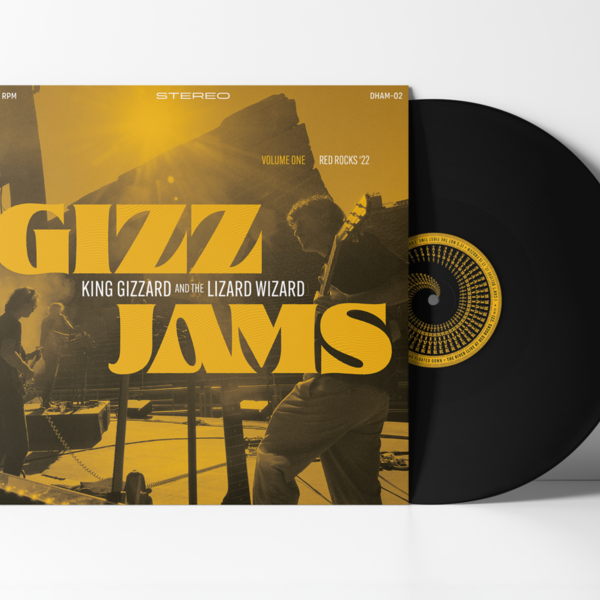 RPM STEREO DHAM-02
VOLUME ONE RED ROCKS '22
GIZZ
KING GIZZARD AND THE LIZARD WIZARD
JAMS